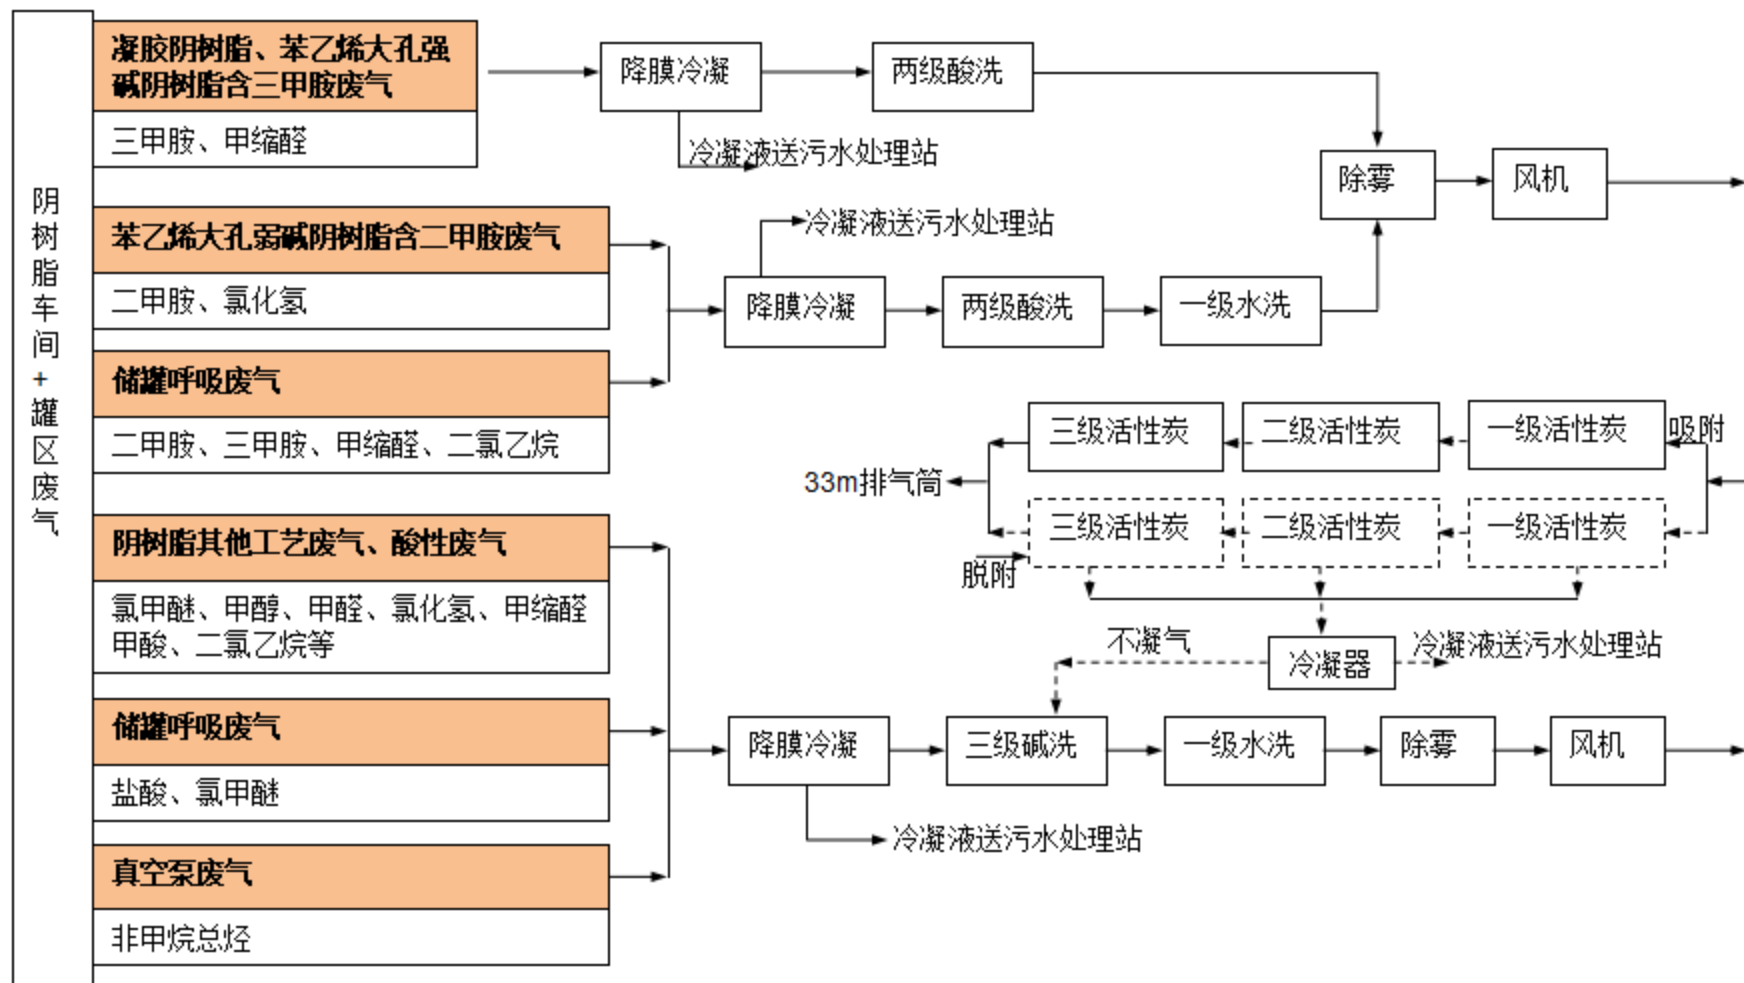 阴树脂车间+罐区废气
凝胶阴树脂、苯乙烯大孔强
碱阴树脂含三甲胺废气
三甲胺、甲缩醛
降膜冷凝
两级酸洗
冷凝液送污水处理站
除雾
风机
苯乙烯大孔弱碱阴树脂含二甲胺废气
二甲胺、氯化氢
冷凝液送污水处理站
降膜冷凝
两级酸洗
一级水洗
储罐呼吸废气
二甲胺、三甲胺、甲缩醛、二氯乙烷
三级活性炭
二级活性炭
一级活性炭
吸附
33m排气筒
三级活性炭
二级活性炭
一级活性炭
脱附
阴树脂其他工艺废气、酸性废气
氯甲醚、甲醇、甲醛、氯化氢、甲缩醛
甲酸、二氯乙烷等
不凝气
冷凝器
冷凝液送污水处理站
储罐呼吸废气
盐酸、氯甲醚
降膜冷凝
三级碱洗
一级水洗
除雾
风机
冷凝液送污水处理站
真空泵废气
非甲烷总烃